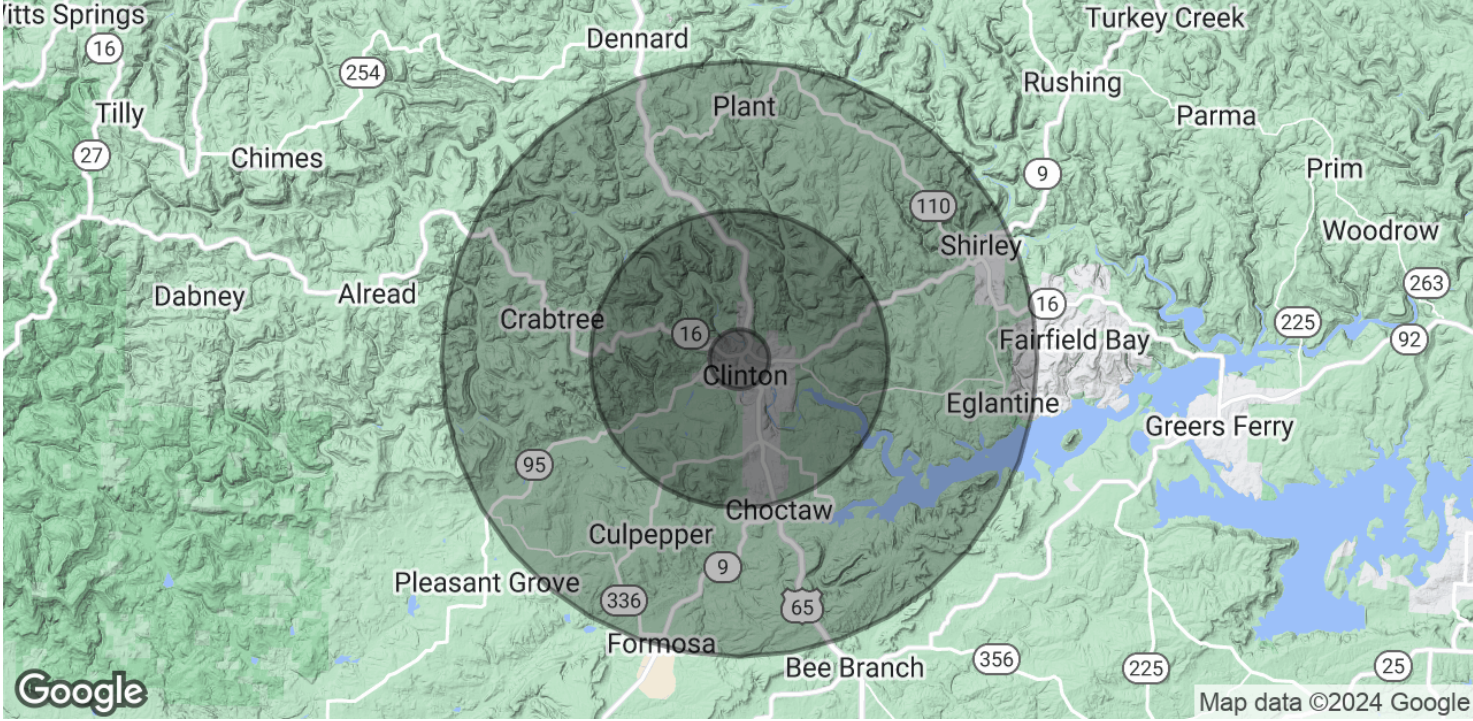 itts Springs
Turkey Creek
16
Dennard
254
Rushing
Tilly
Plant
Parma
27
Chimes
9
Prim
110
Woodrow
Shirley
Dabney
Alread
263
16
Crabtree
225
16
Fairfield Bay
92
Clinton
Eglantine
Greers Ferry
95
Choctaw
Culpepper
9
Pleasant Grove
336
65
Formosa
Bee Branch
356
225
25
Google
Map data ©2024 Google